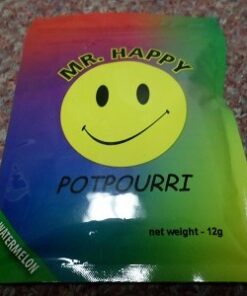 MR. HAPPY
POTPOURRI
net weight - 12g
WATERMELON